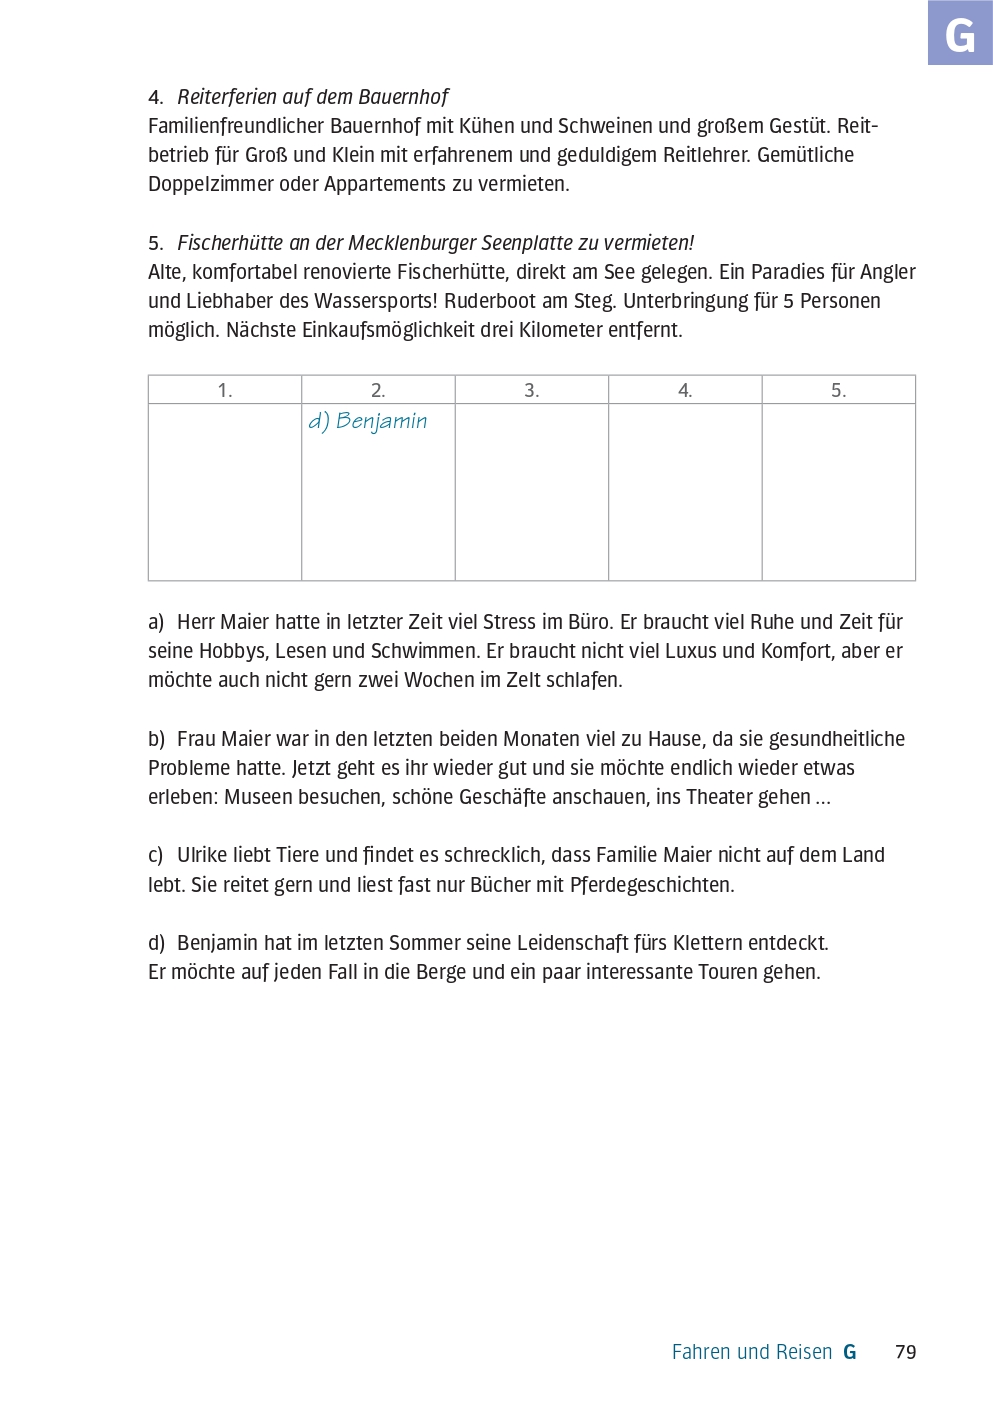 G
4. Reiterferien auf dem Bauernhof
Familienfreundlicher Bauernhof mit Kühen und Schweinen und großem Gestüt. Reit-
betrieb für Groß und Klein mit erfahrenem und geduldigem Reitlehrer. Gemütliche
Doppelzimmer oder Appartements zu vermieten.
5. Fischerhütte an der Mecklenburger Seenplatte zu vermieten!
Alte, komfortabel renovierte Fischerhütte, direkt am See gelegen. Ein Paradies für Angler
und Liebhaber des Wassersports! Ruderboot am Steg. Unterbringung für 5 Personen
möglich. Nächste Einkaufsmöglichkeit drei Kilometer entfernt.
1. 2. 3. 4. 5.
d) Benjamin
a) Herr Maier hatte in letzter Zeit viel Stress im Büro. Er braucht viel Ruhe und Zeit für
seine Hobbys, Lesen und Schwimmen. Er braucht nicht viel Luxus und Komfort, aber er
möchte auch nicht gern zwei Wochen im Zelt schlafen.
b) Frau Maier war in den letzten beiden Monaten viel zu Hause, da sie gesundheitliche
Probleme hatte. Jetzt geht es ihr wieder gut und sie möchte endlich wieder etwas
erleben: Museen besuchen, schöne Geschäfte anschauen, ins Theater gehen ...
c) Ulrike liebt Tiere und findet es schrecklich, dass Familie Maier nicht auf dem Land
lebt. Sie reitet gern und liest fast nur Bücher mit Pferdegeschichten.
d) Benjamin hat im letzten Sommer seine Leidenschaft fürs Klettern entdeckt.
Er möchte auf jeden Fall in die Berge und ein paar interessante Touren gehen.
Fahren und Reisen G 79